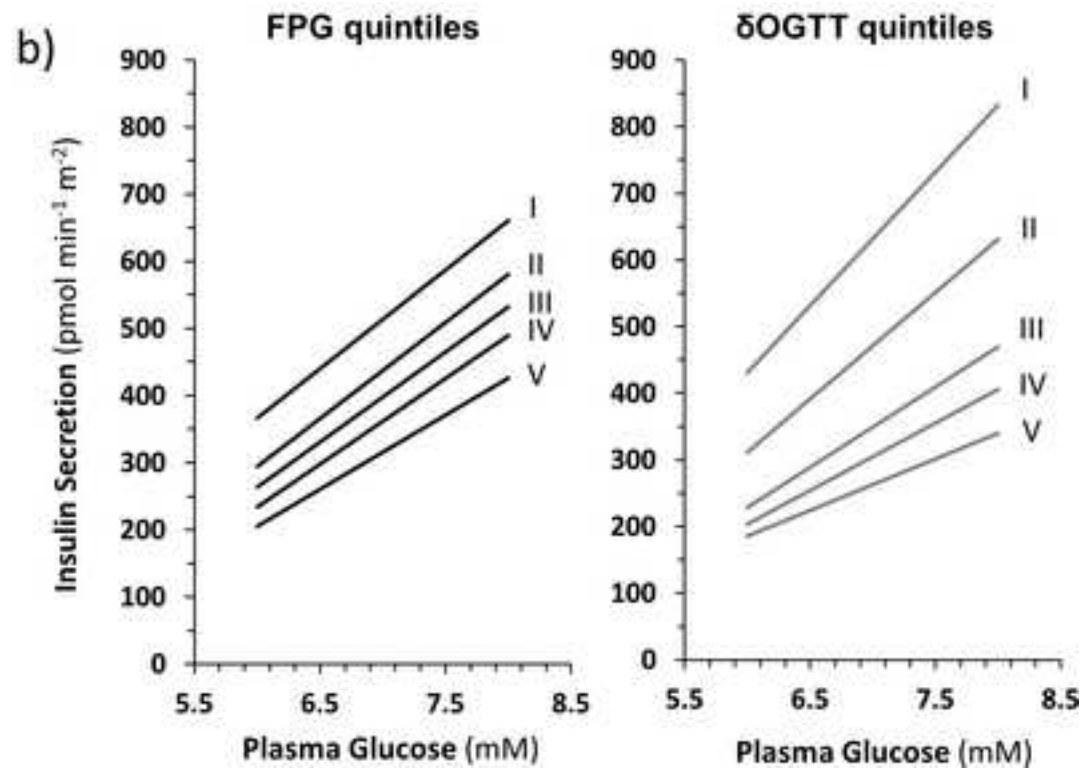 b)
FPG quintiles
δOGTT quintiles
Insulin Secretion (pmol min⁻¹ m⁻²)
900
800
700
600
500
400
300
200
100
0
I
II
III
IV
V
5.5
6.5
7.5
8.5
Plasma Glucose (mM)
900
800
700
600
500
400
300
200
100
0
I
II
III
IV
V
5.5
6.5
7.5
8.5
Plasma Glucose (mM)